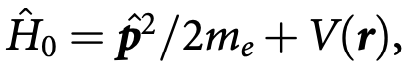 Ĥ₀ = p̂²/2mₑ + V(r),